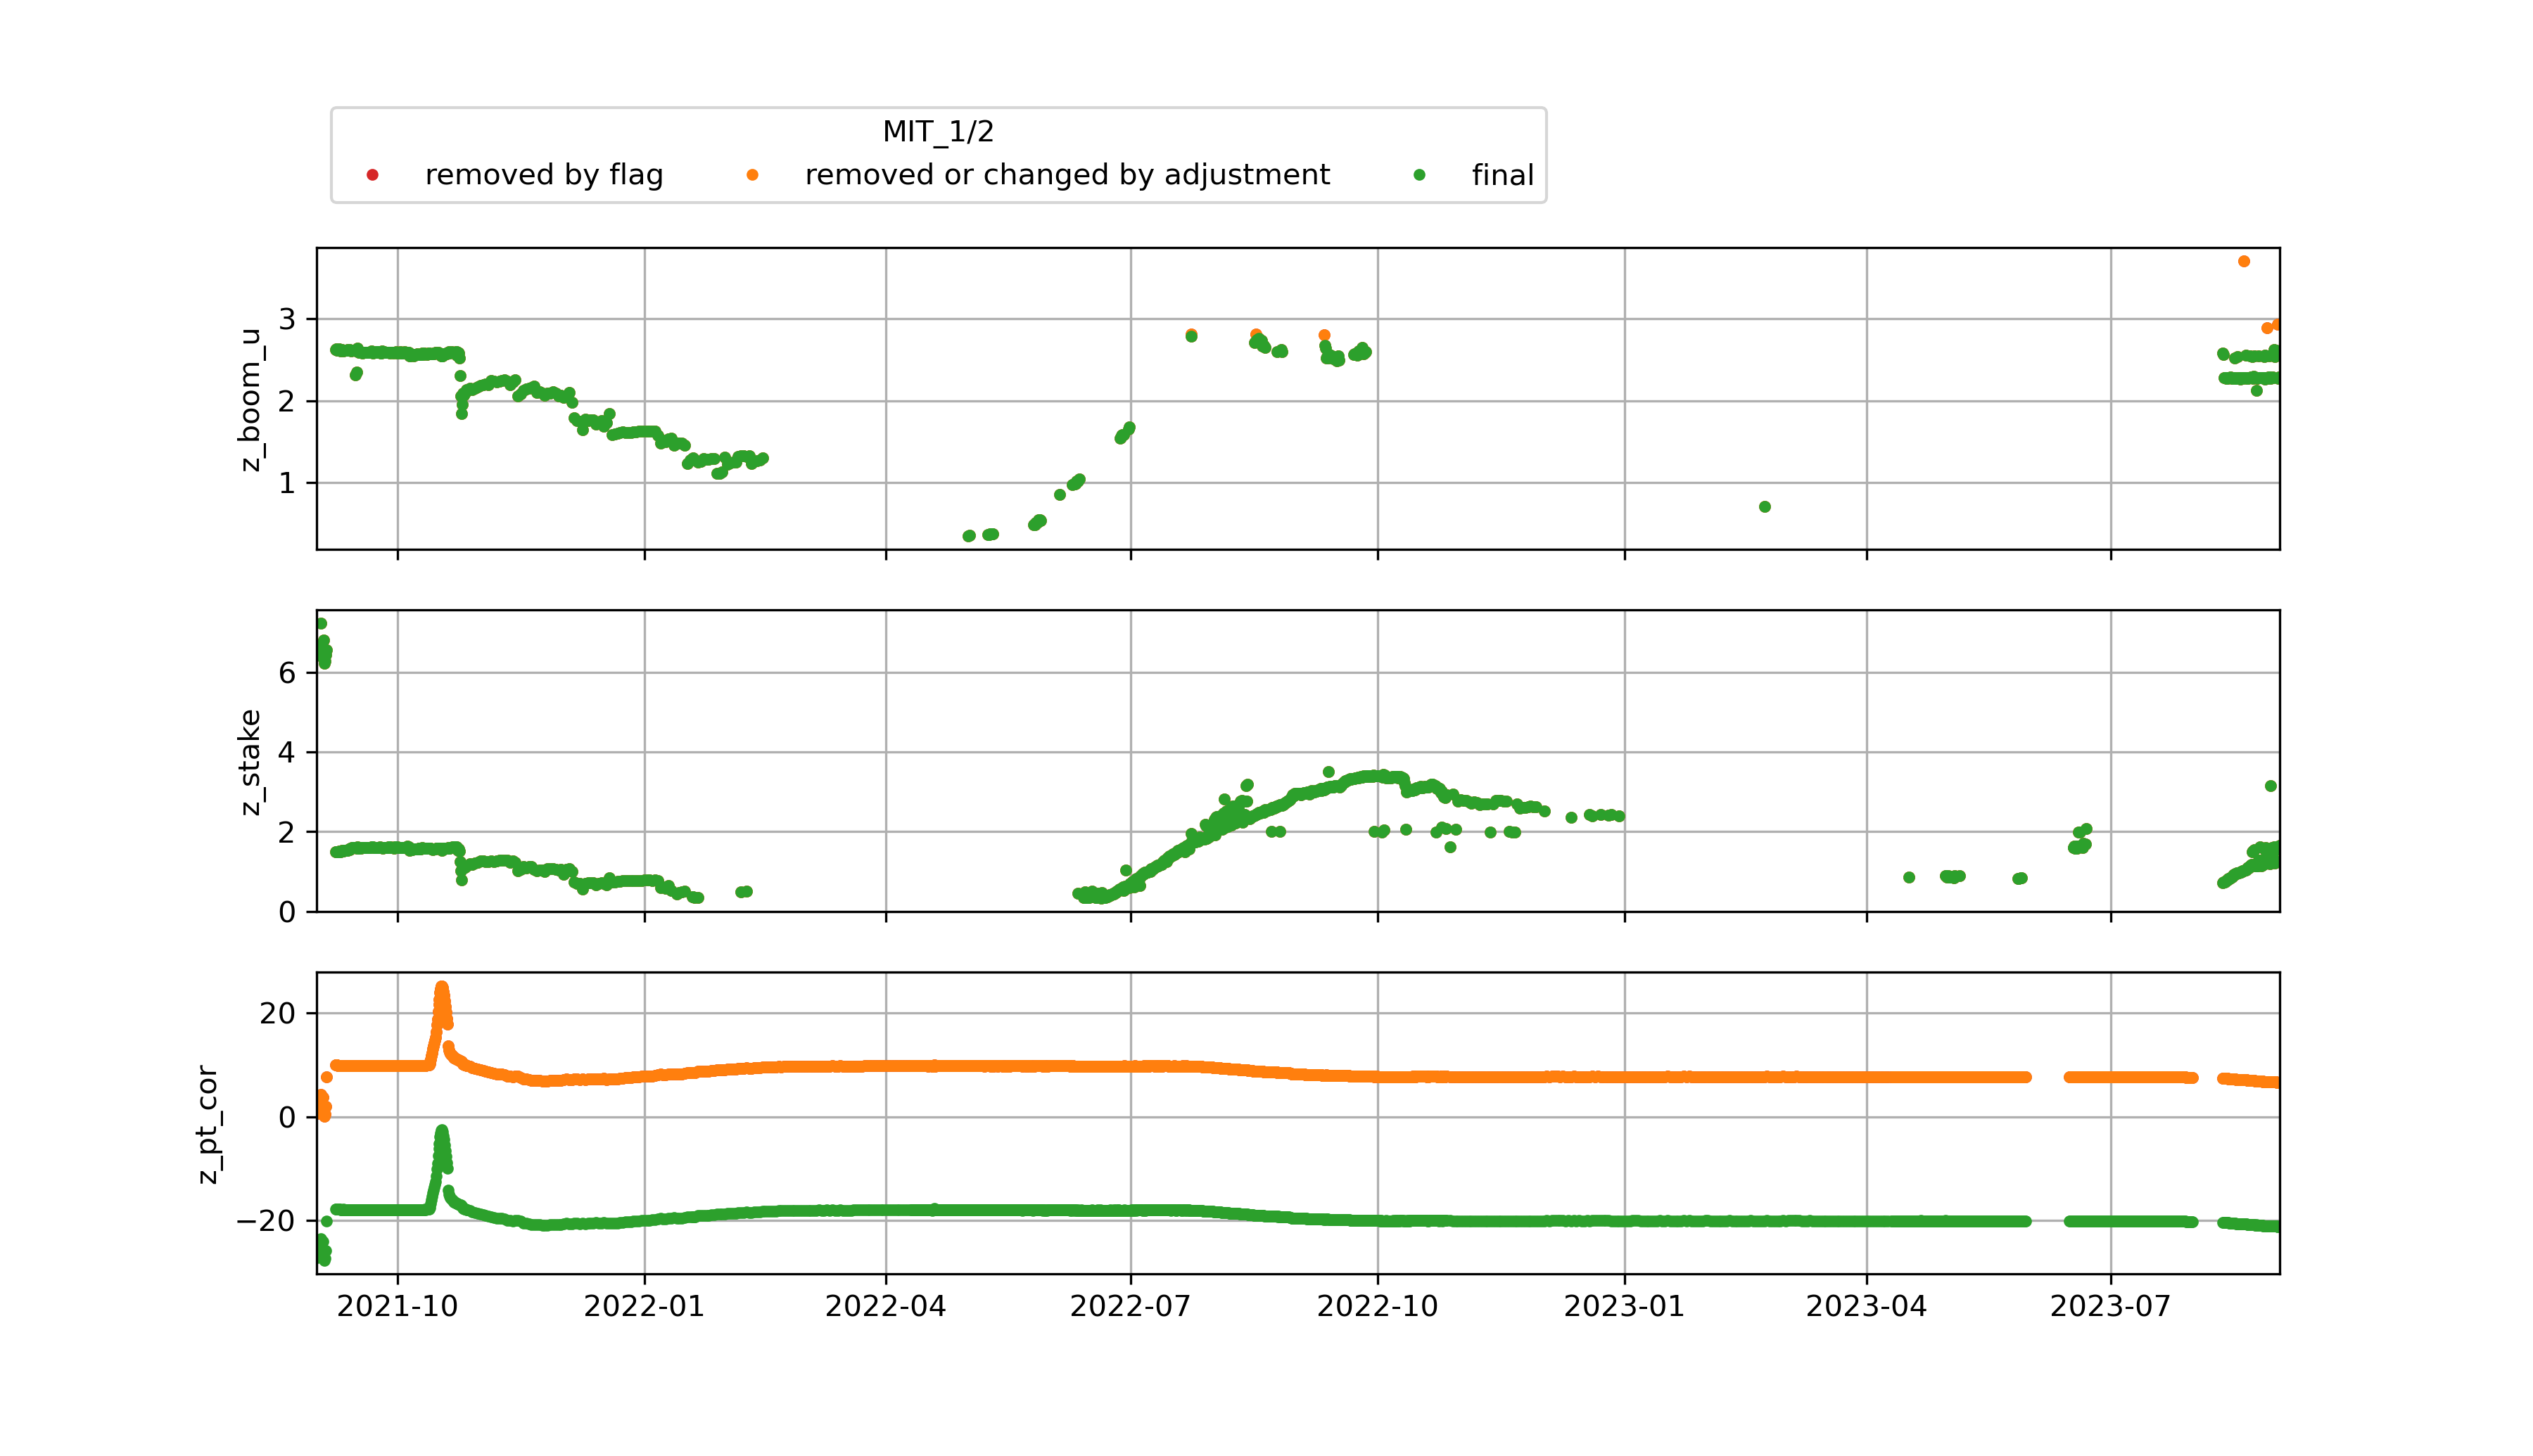 MIT_1/2
removed by flag removed or changed by adjustment final
z_boom_u
3
2
1
z_stake
6
4
2
0
z_pt_cor
20
0
−20
2021-10 2022-01 2022-04 2022-07 2022-10 2023-01 2023-04 2023-07